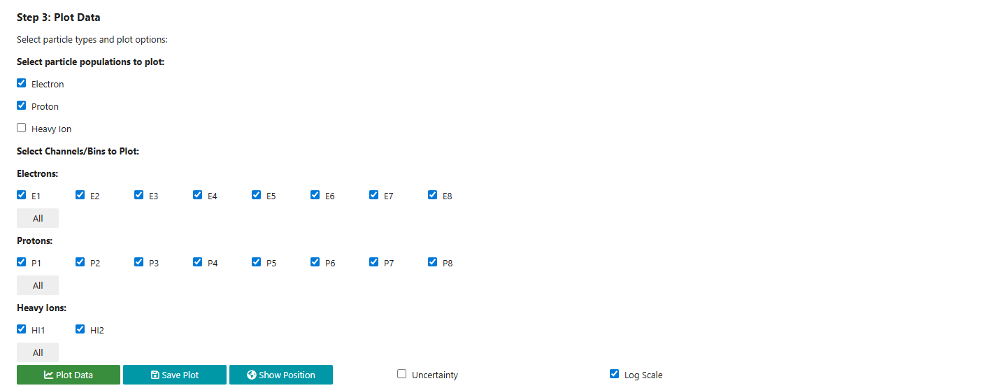 Step 3: Plot Data
Select particle types and plot options:
Select particle populations to plot:
Electron
Proton
Heavy Ion
Select Channels/Bins to Plot:
Electrons:
E1 E2 E3 E4 E5 E6 E7 E8
All
Protons:
P1 P2 P3 P4 P5 P6 P7 P8
All
Heavy Ions:
HI1 HI2
All
Plot Data Save Plot Show Position Uncertainty Log Scale